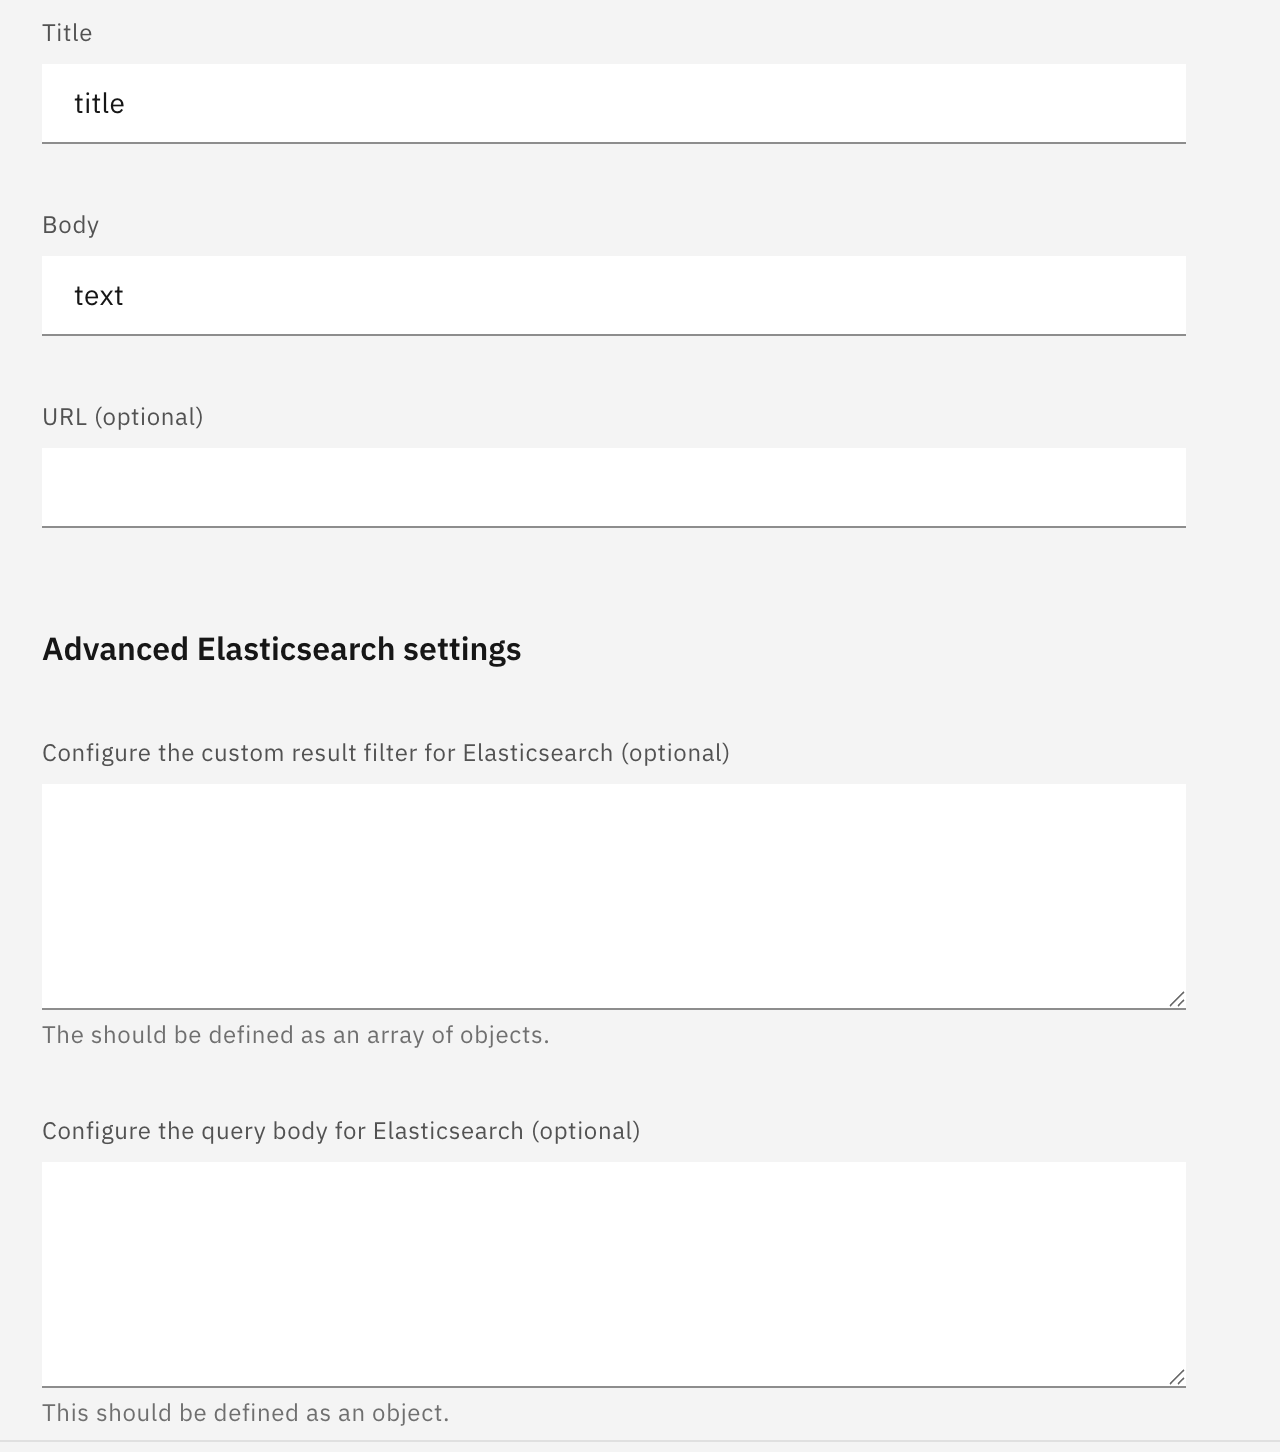 Title
title
Body
text
URL (optional)
Advanced Elasticsearch settings
Configure the custom result filter for Elasticsearch (optional)
The should be defined as an array of objects.
Configure the query body for Elasticsearch (optional)
This should be defined as an object.